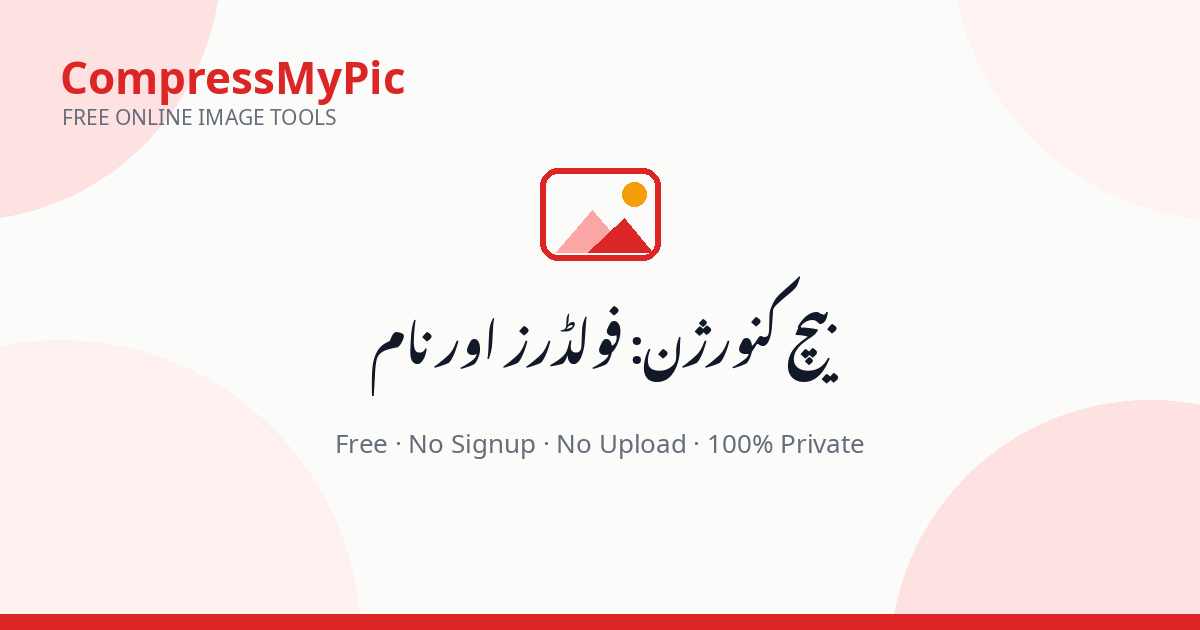 CompressMyPic
FREE ONLINE IMAGE TOOLS
بیچ کنورژن: فولڈرز اور نام
Free · No Signup · No Upload · 100% Private